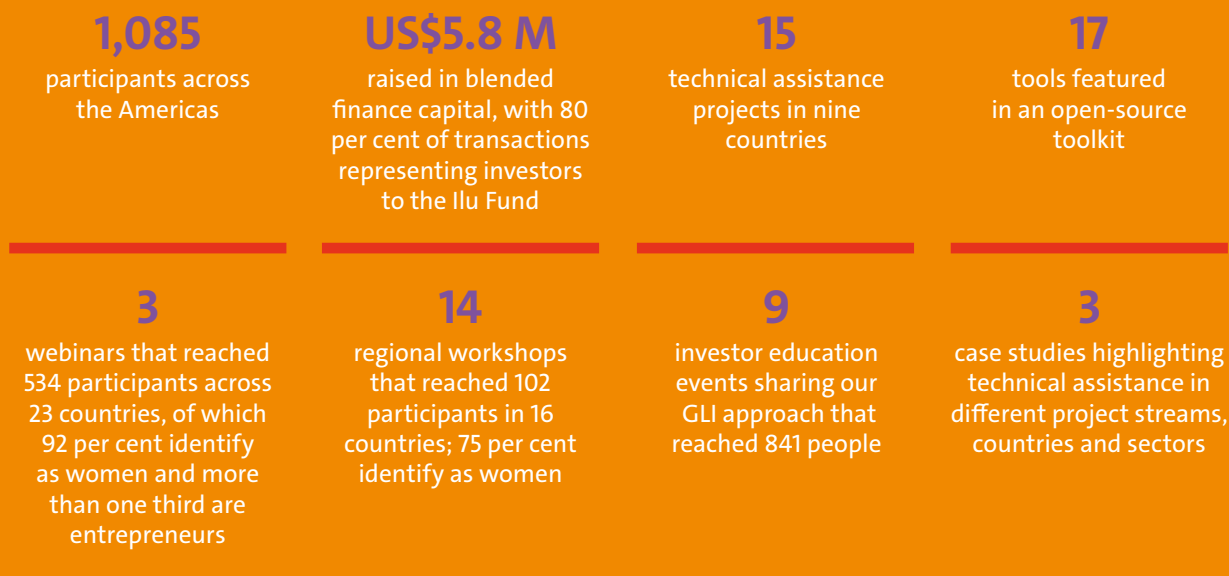 1,085
participants across
the Americas
US$5.8 M
raised in blended
finance capital, with 80
per cent of transactions
representing investors
to the Ilu Fund
15
technical assistance
projects in nine
countries
17
tools featured
in an open-source
toolkit
3
webinars that reached
534 participants across
23 countries, of which
92 per cent identify
as women and more
than one third are
entrepreneurs
14
regional workshops
that reached 102
participants in 16
countries; 75 per cent
identify as women
9
investor education
events sharing our
GLI approach that
reached 841 people
3
case studies highlighting
technical assistance in
different project streams,
countries and sectors